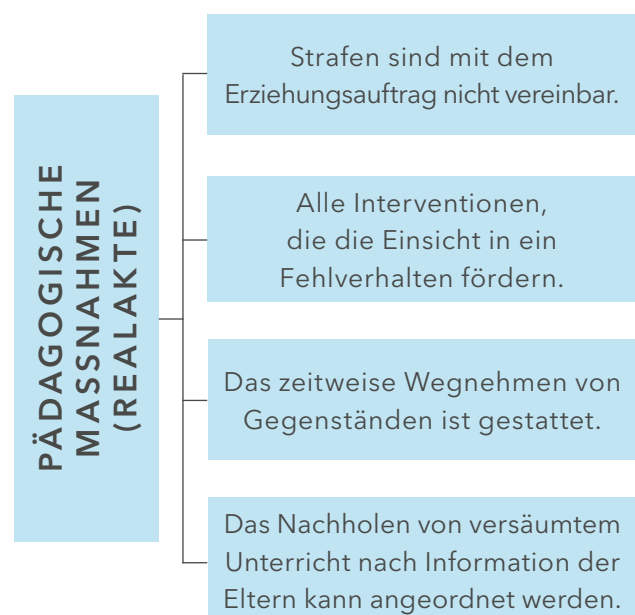 PÄDAGOGISCHE
MASSNAHMEN
(REALAKTE)
Strafen sind mit dem
Erziehungsauftrag nicht vereinbar.
Alle Interventionen,
die die Einsicht in ein
Fehlverhalten fördern.
Das zeitweise Wegnehmen von
Gegenständen ist gestattet.
Das Nachholen von versäumtem
Unterricht nach Information der
Eltern kann angeordnet werden.